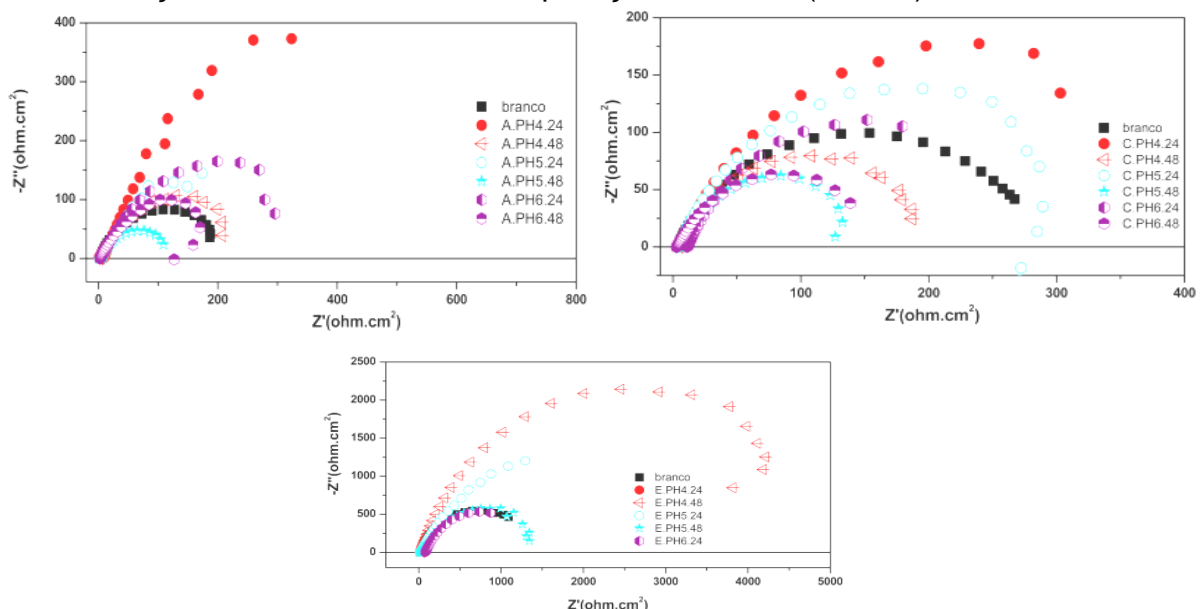 400
300
200
100
0
-Z''(ohm.cm²)
branco
A.PH4.24
A.PH4.48
A.PH5.24
A.PH5.48
A.PH6.24
A.PH6.48
0 200 400 600 800
Z'(ohm.cm²)
200
150
100
50
0
-Z''(ohm.cm²)
branco
C.PH4.24
C.PH4.48
C.PH5.24
C.PH5.48
C.PH6.24
C.PH6.48
0 100 200 300 400
Z'(ohm.cm²)
2500
2000
1500
1000
500
0
-Z''(ohm.cm²)
branco
E.PH4.24
E.PH4.48
E.PH5.24
E.PH5.48
E.PH6.24
0 1000 2000 3000 4000 5000
Z'(ohm.cm²)